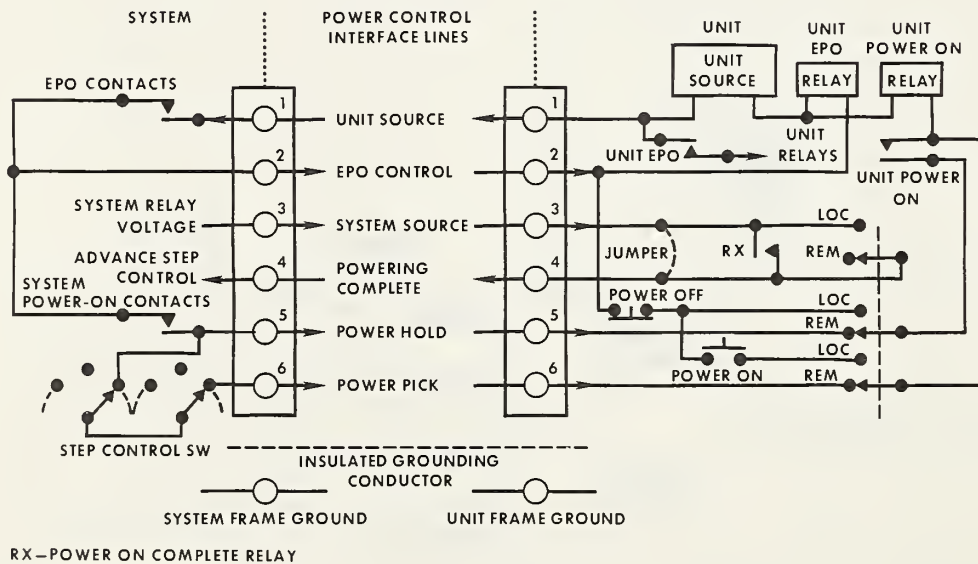 SYSTEM
POWER CONTROL
INTERFACE LINES
UNIT
UNIT
EPO
UNIT
POWER ON
UNIT
SOURCE
RELAY
RELAY
EPO CONTACTS
1
UNIT SOURCE
1
UNIT EPO
UNIT
RELAYS
UNIT POWER
ON
2
EPO CONTROL
2
SYSTEM RELAY
VOLTAGE
3
SYSTEM SOURCE
3
LOC
JUMPER
RX
REM
ADVANCE STEP
CONTROL
4
POWERING
COMPLETE
4
SYSTEM
POWER-ON CONTACTS
POWER OFF
LOC
5
POWER HOLD
5
REM
LOC
6
POWER PICK
6
POWER ON
REM
STEP CONTROL SW
INSULATED GROUNDING
CONDUCTOR
SYSTEM FRAME GROUND
UNIT FRAME GROUND
RX—POWER ON COMPLETE RELAY